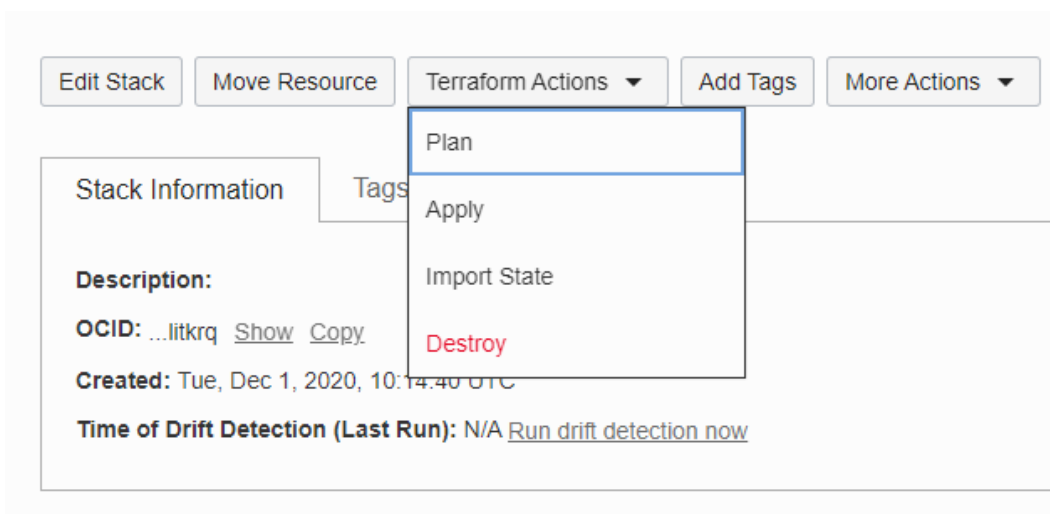 Edit Stack Move Resource Terraform Actions Add Tags More Actions
Plan
Stack Information Tags
Apply
Import State
Description:
OCID: ...litkrq Show Copy
Destroy
Created: Tue, Dec 1, 2020, 10:14:40 UTC
Time of Drift Detection (Last Run): N/A Run drift detection now